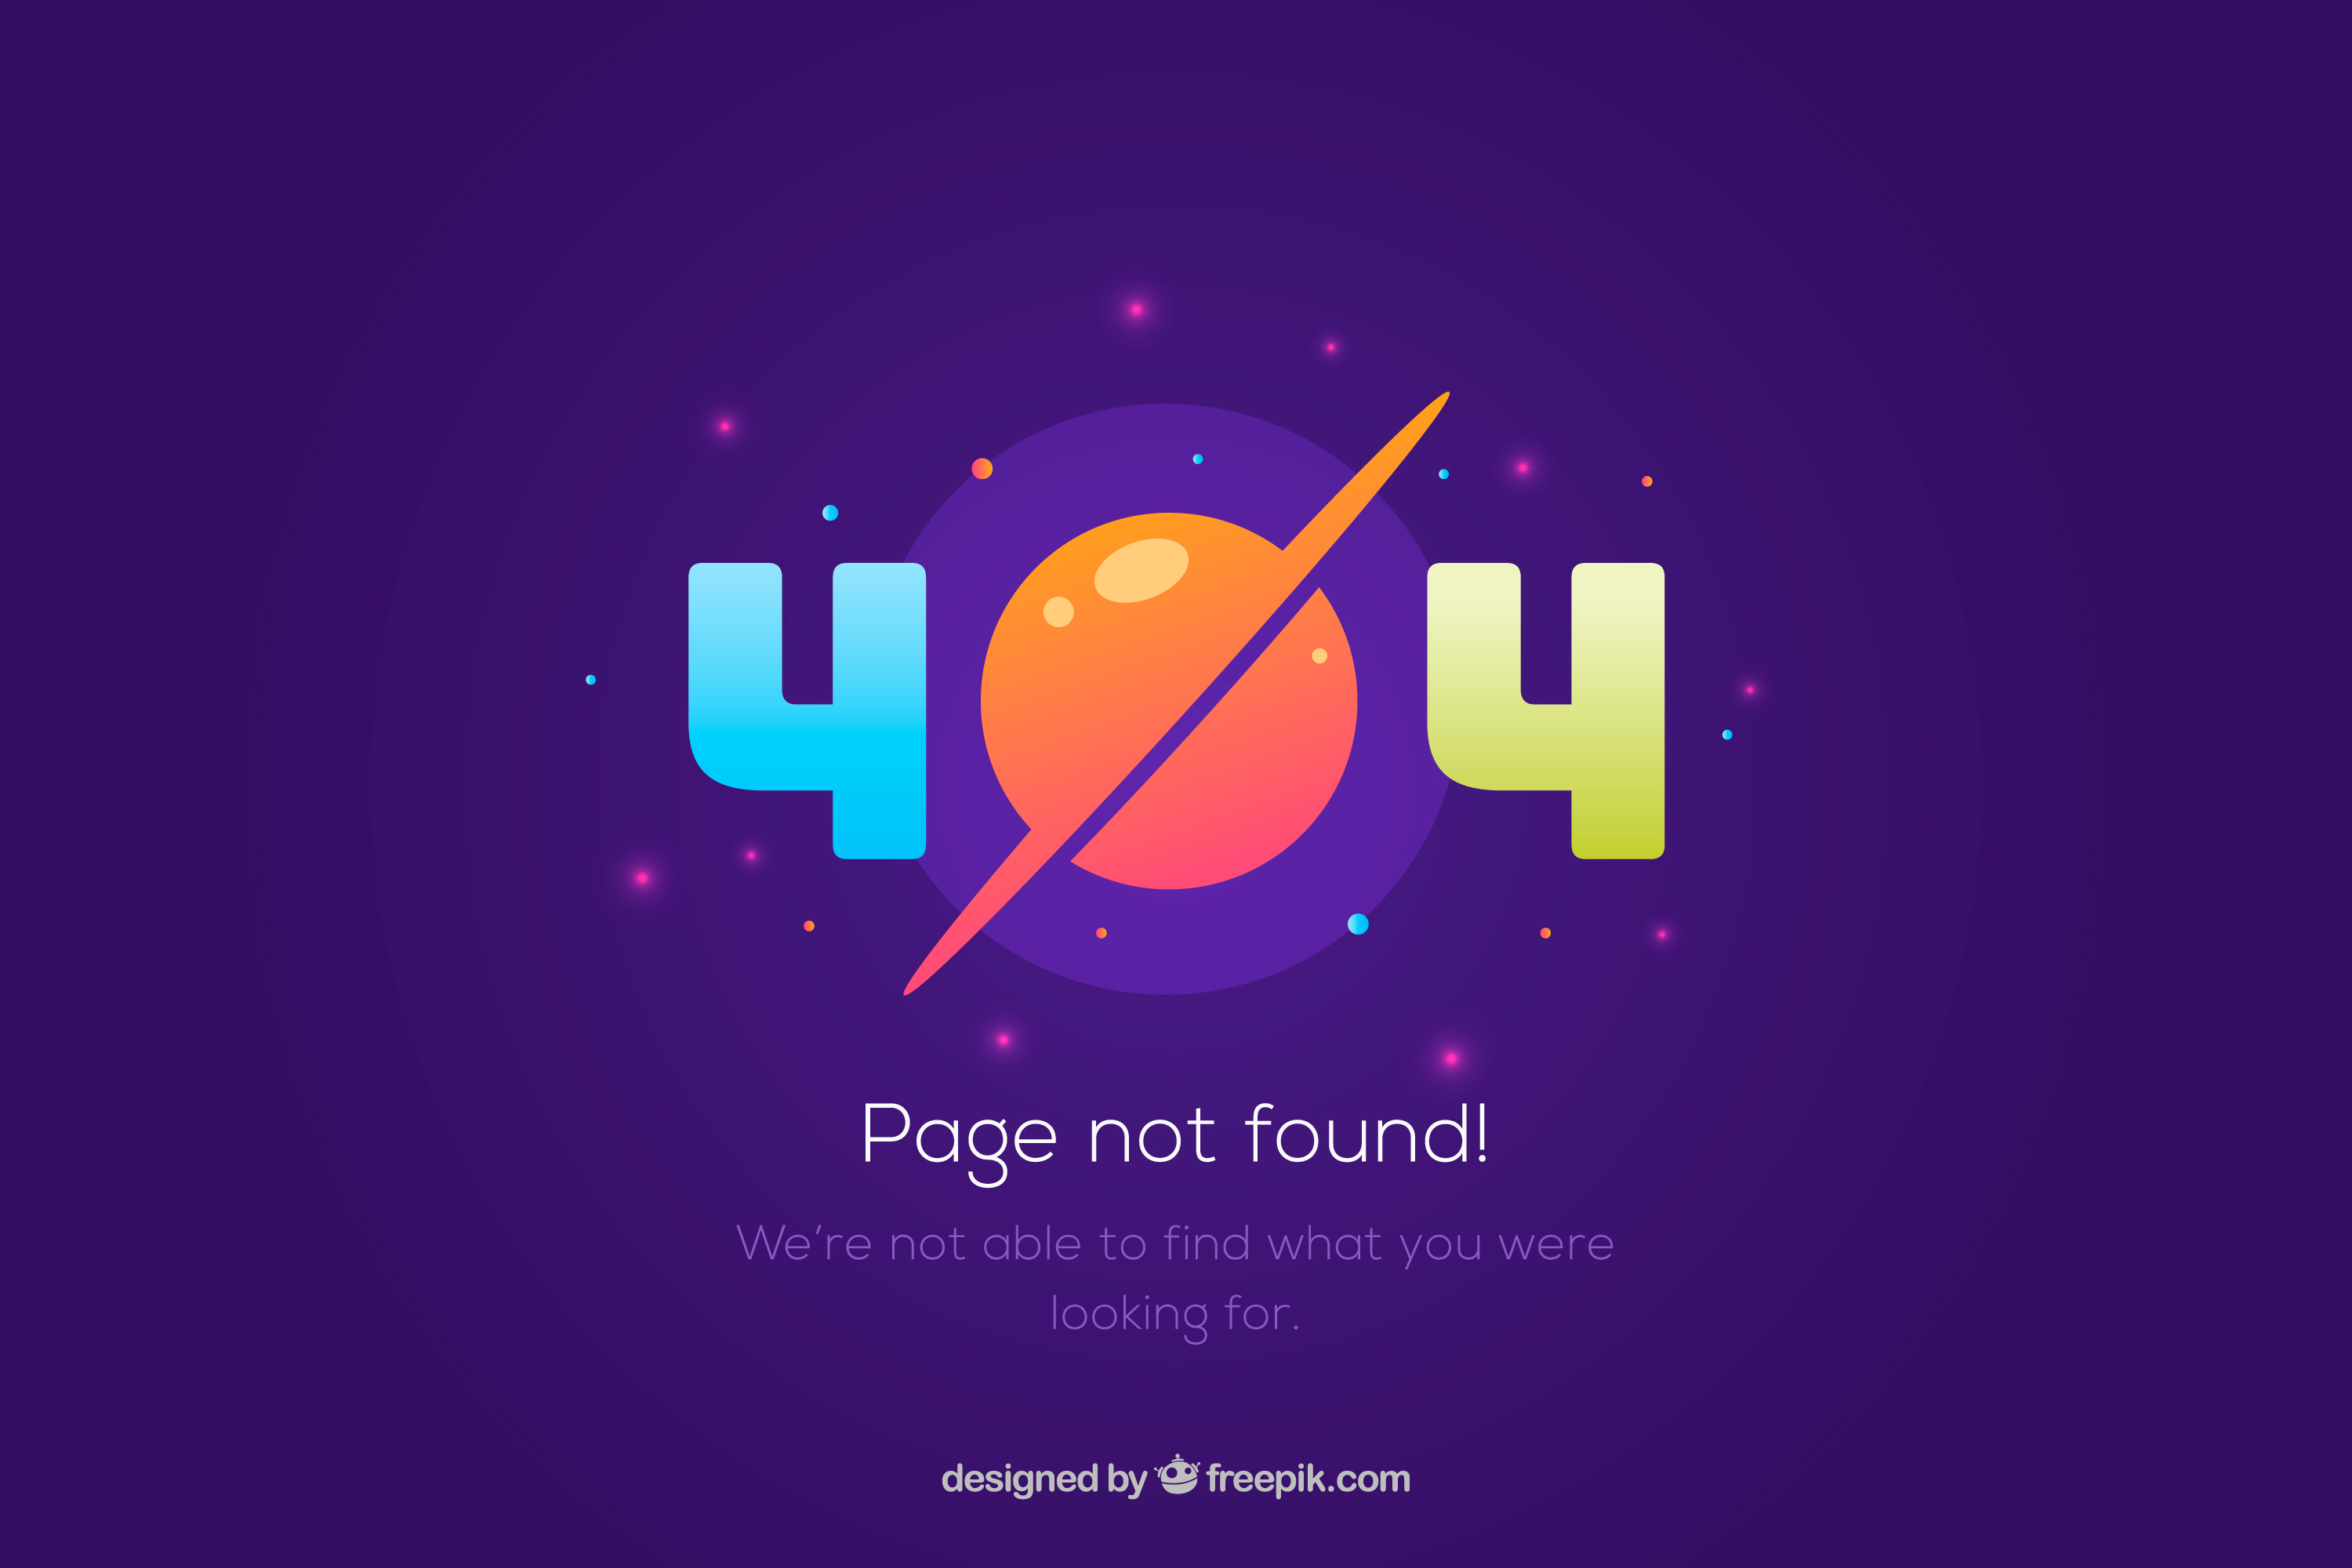 404
Page not found!
We're not able to find what you were
looking for.
designed by freepik.com